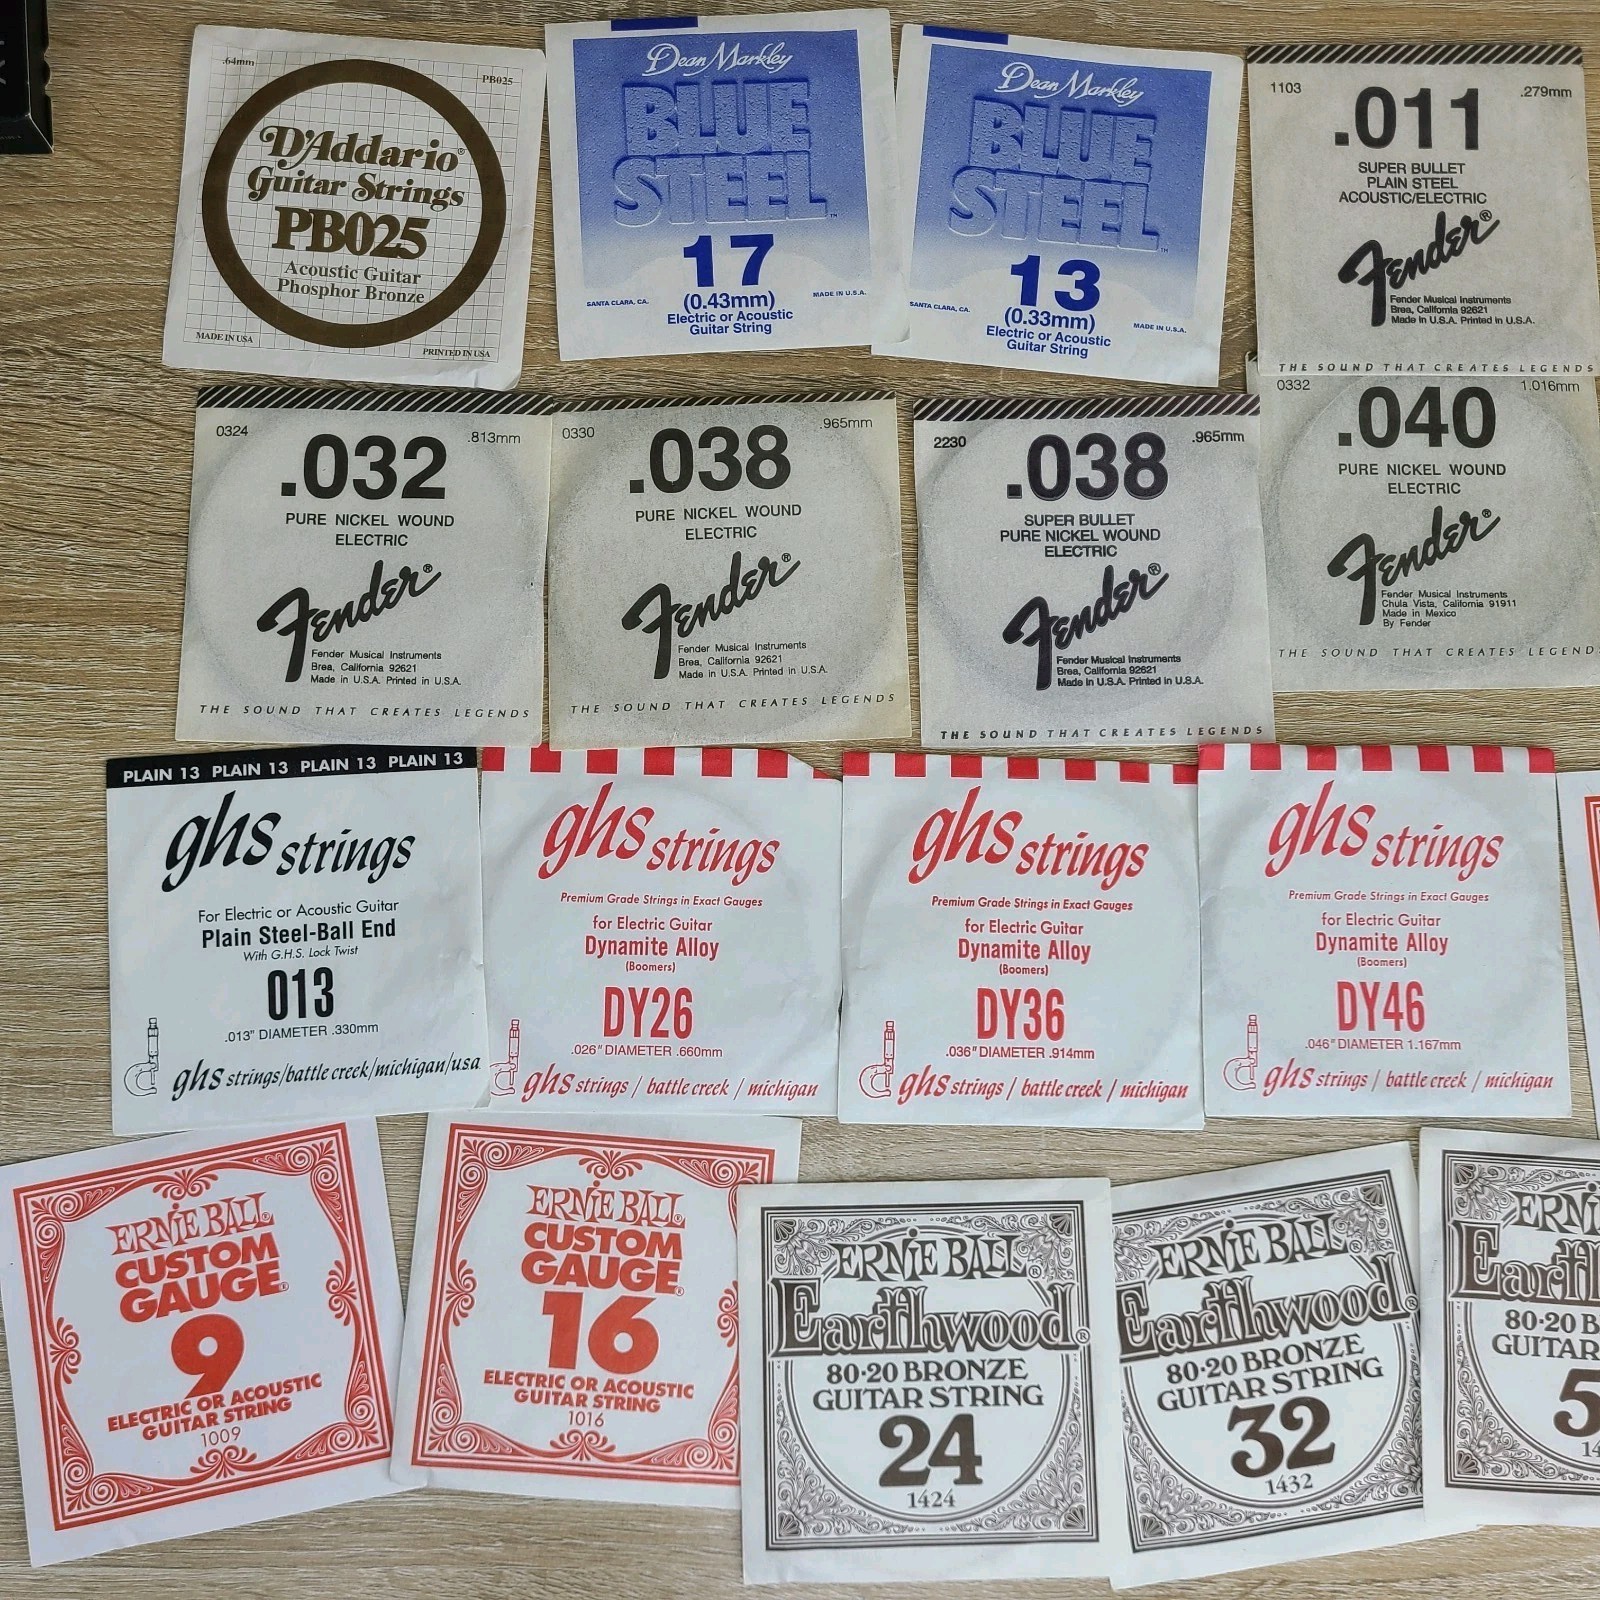 .64mm
PB025
D'Addario®
Guitar Strings
PB025
Acoustic Guitar
Phosphor Bronze
MADE IN USA
PRINTED IN USA
Dean Markley
BLUE
STEEL™
17
(0.43mm)
SANTA CLARA, CA.
MADE IN U.S.A.
Electric or Acoustic
Guitar String
Dean Markley
BLUE
STEEL™
13
(0.33mm)
SANTA CLARA, CA.
MADE IN U.S.A.
Electric or Acoustic
Guitar String
1103
.279mm
.011
SUPER BULLET
PLAIN STEEL
ACOUSTIC/ELECTRIC
Fender®
Fender Musical Instruments
Brea, California 92621
Made in U.S.A. Printed in U.S.A.
THE SOUND THAT CREATES LEGENDS
0324
.813mm
.032
PURE NICKEL WOUND
ELECTRIC
Fender®
Fender Musical Instruments
Brea, California 92621
Made in U.S.A. Printed in U.S.A.
THE SOUND THAT CREATES LEGENDS
0330
.965mm
.038
PURE NICKEL WOUND
ELECTRIC
Fender®
Fender Musical Instruments
Brea, California 92621
Made in U.S.A. Printed in U.S.A.
THE SOUND THAT CREATES LEGENDS
2230
.965mm
.038
SUPER BULLET
PURE NICKEL WOUND
ELECTRIC
Fender®
Fender Musical Instruments
Brea, California 92621
Made in U.S.A. Printed in U.S.A.
THE SOUND THAT CREATES LEGENDS
0332
1.016mm
.040
PURE NICKEL WOUND
ELECTRIC
Fender®
Fender Musical Instruments
Chula Vista, California 91911
Made in Mexico
By Fender
THE SOUND THAT CREATES LEGENDS
PLAIN 13 PLAIN 13 PLAIN 13 PLAIN 13
ghs strings
For Electric or Acoustic Guitar
Plain Steel-Ball End
With G.H.S. Lock Twist
013
.013" DIAMETER .330mm
ghs strings/battle creek/michigan/usa
ghs strings
Premium Grade Strings in Exact Gauges
for Electric Guitar
Dynamite Alloy
(Boomers)
DY26
.026" DIAMETER .660mm
ghs strings / battle creek / michigan
ghs strings
Premium Grade Strings in Exact Gauges
for Electric Guitar
Dynamite Alloy
(Boomers)
DY36
.036" DIAMETER .914mm
ghs strings / battle creek / michigan
ghs strings
Premium Grade Strings in Exact Gauges
for Electric Guitar
Dynamite Alloy
(Boomers)
DY46
.046" DIAMETER 1.167mm
ghs strings / battle creek / michigan
ERNIE BALL®
CUSTOM
GAUGE®
9
ELECTRIC OR ACOUSTIC
GUITAR STRING
1009
ERNIE BALL®
CUSTOM
GAUGE®
16
ELECTRIC OR ACOUSTIC
GUITAR STRING
1016
ERNIE BALL®
Earthwood®
80·20 BRONZE
GUITAR STRING
24
1424
ERNIE BALL®
Earthwood®
80·20 BRONZE
GUITAR STRING
32
1432
ERNI
Earth
80·20 B
GUITAR
5
14